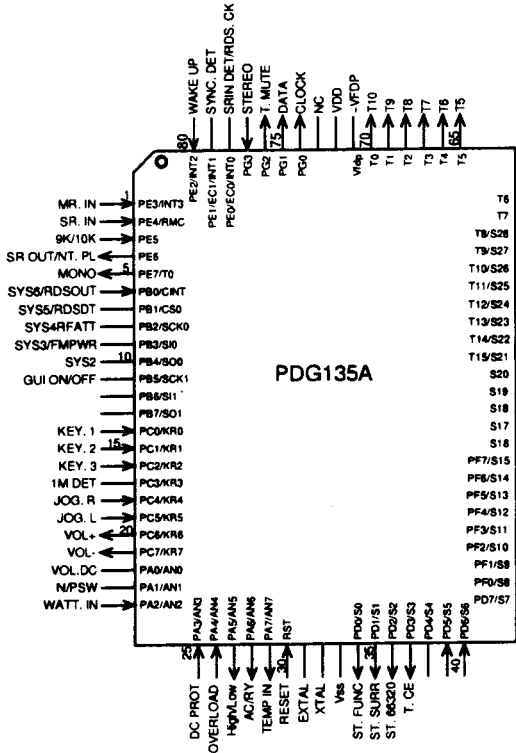 WAKE UP
SYNC. DET
SRIN DET/RDS. CK
STEREO
T. MUTE
DATA
CLOCK
NC
VDD
-VFDP
T10
T9
T8
T7
T6
T5
80
75
70
65
PE2/INT2
PE1/EC1/INT1
PE0/EC0/INT0
PG3
PG2
PG1
PG0
Vfdp
T0
T1
T2
T3
T4
T5
MR. IN 1 PE3/INT3
SR. IN PE4/RMC
9K/10K PE5
SR OUT/NT. PL PE6
MONO 5 PE7/T0
SYS6/RDSOUT PB0/CINT
SYS5/RDSDT PB1/CS0
SYS4RFATT PB2/SCK0
SYS3/FMPWR PB3/SI0
SYS2 10 PB4/SO0
GUI ON/OFF PB5/SCK1
PB6/SI1
PB7/SO1
KEY. 1 PC0/KR0
KEY. 2 15 PC1/KR1
KEY. 3 PC2/KR2
1M DET PC3/KR3
JOG. R PC4/KR4
JOG. L PC5/KR5
VOL+ 20 PC6/KR6
VOL- PC7/KR7
VOL.DC PA0/AN0
N/PSW PA1/AN1
WATT. IN PA2/AN2
PDG135A
T6
T7
T8/S28
T9/S27
T10/S26
T11/S25
T12/S24
T13/S23
T14/S22
T15/S21
S20
S19
S18
S17
S16
PF7/S15
PF6/S14
PF5/S13
PF4/S12
PF3/S11
PF2/S10
PF1/S9
PF0/S8
PD7/S7
PA3/AN3
PA4/AN4
PA5/AN5
PA6/AN6
PA7/AN7
RST
PD0/S0
PD1/S1
PD2/S2
PD3/S3
PD4/S4
PD5/S5
PD6/S6
25
30
35
40
DC PROT
OVERLOAD
High/Low
AC/RY
TEMP IN
RESET
EXTAL
XTAL
Vss
ST. FUNC
ST. SURR
ST. 66320
T. CE